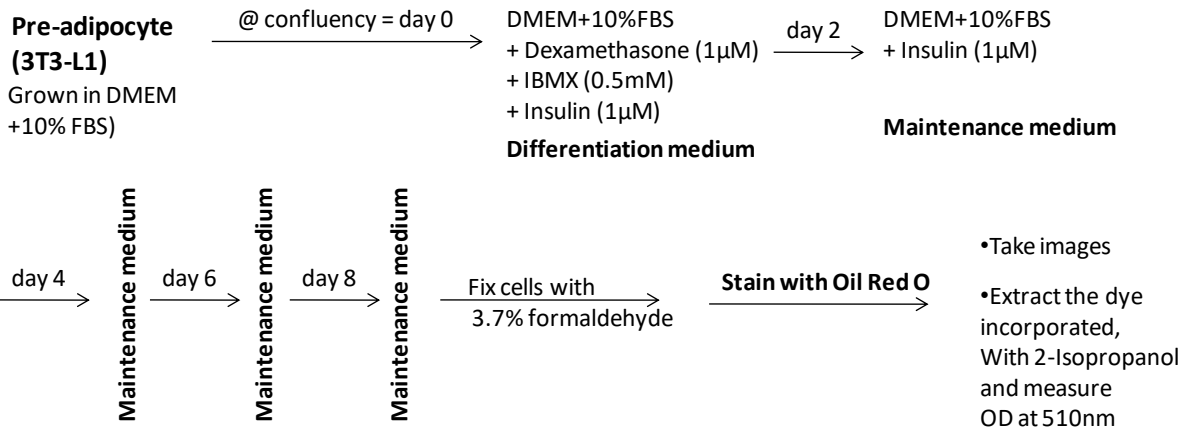 Pre-adipocyte
(3T3-L1)
Grown in DMEM
+10% FBS)
@ confluency = day 0
DMEM+10%FBS
+ Dexamethasone (1µM)
+ IBMX (0.5mM)
+ Insulin (1µM)
Differentiation medium
day 2
DMEM+10%FBS
+ Insulin (1µM)
Maintenance medium
day 4
Maintenance medium
day 6
Maintenance medium
day 8
Maintenance medium
Fix cells with
3.7% formaldehyde
Stain with Oil Red O
•Take images
•Extract the dye
incorporated,
With 2-Isopropanol
and measure
OD at 510nm